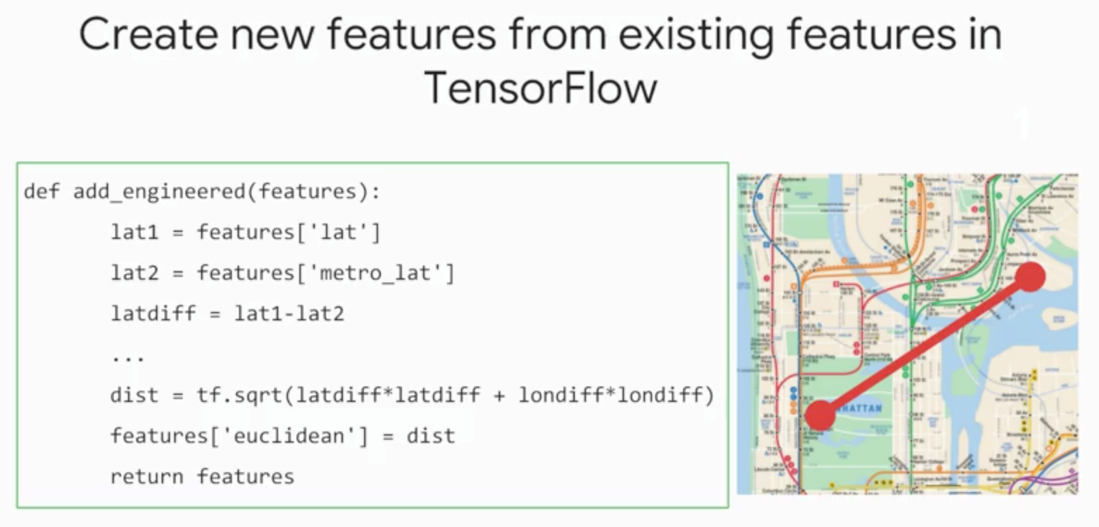 Create new features from existing features in
TensorFlow
def add_engineered(features):
lat1 = features['lat']
lat2 = features['metro_lat']
latdiff = lat1-lat2
...
dist = tf.sqrt(latdiff*latdiff + londiff*londiff)
features['euclidean'] = dist
return features
HATTAN